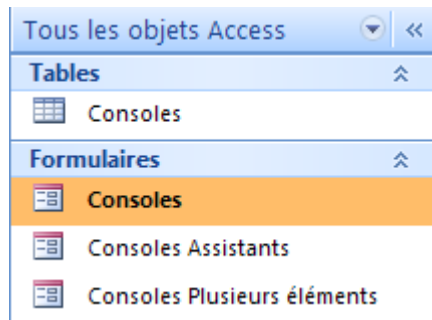 Tous les objets Access
Tables
Consoles
Formulaires
Consoles
Consoles Assistants
Consoles Plusieurs éléments